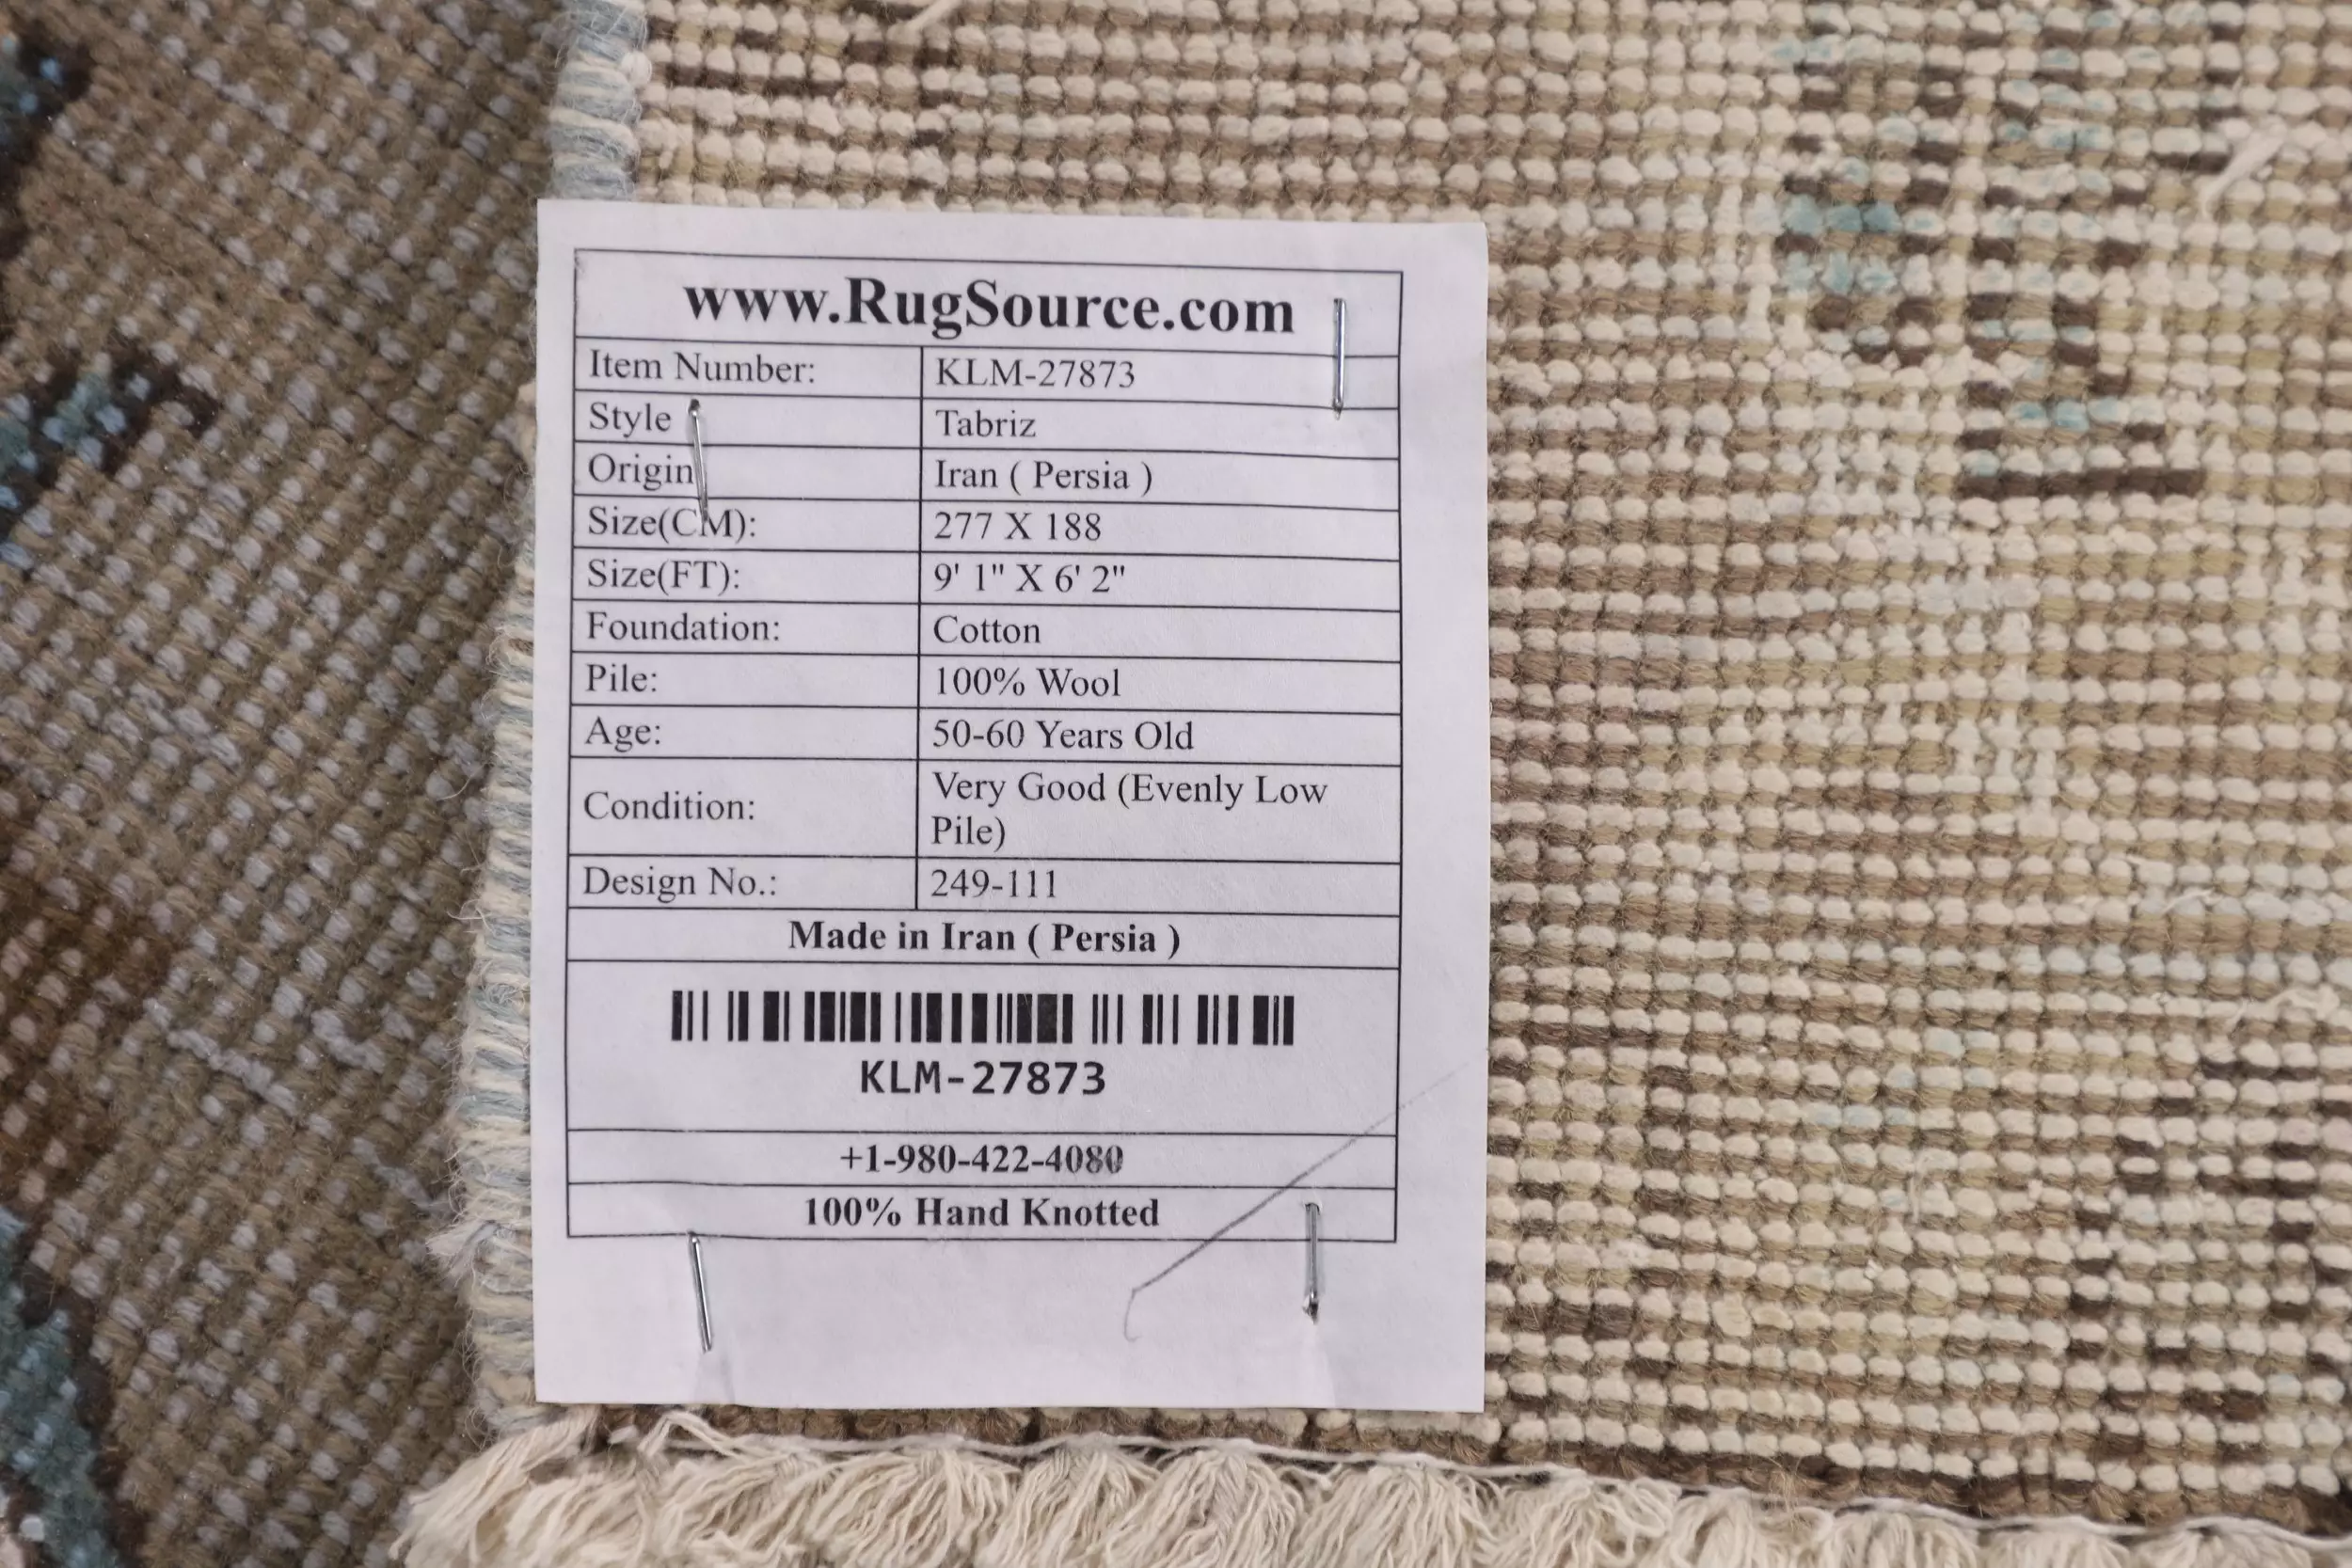 www.RugSource.com
Item Number: KLM-27873
Style Tabriz
Origin Iran ( Persia )
Size(CM): 277 X 188
Size(FT): 9' 1" X 6' 2"
Foundation: Cotton
Pile: 100% Wool
Age: 50-60 Years Old
Condition: Very Good (Evenly Low
Pile)
Design No.: 249-111
Made in Iran ( Persia )
KLM-27873
+1-980-422-4080
100% Hand Knotted